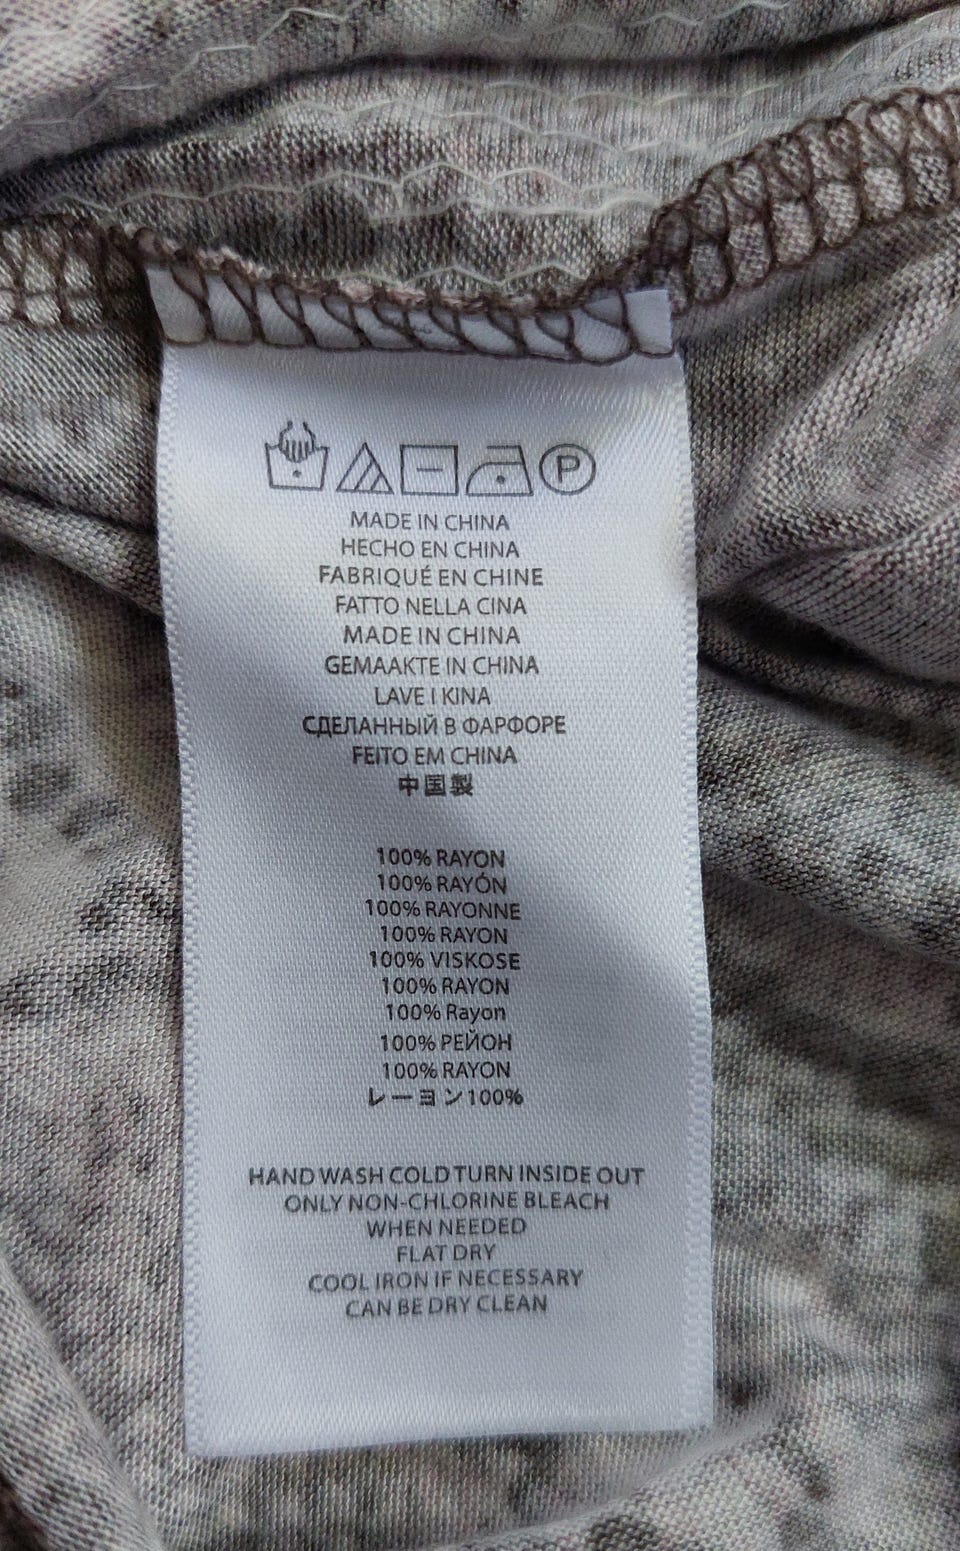 P
MADE IN CHINA
HECHO EN CHINA
FABRIQUÉ EN CHINE
FATTO NELLA CINA
MADE IN CHINA
GEMAAKTE IN CHINA
LAVE I KINA
СДЕЛАННЫЙ В ФАРФОРЕ
FEITO EM CHINA
中国製
100% RAYON
100% RAYÓN
100% RAYONNE
100% RAYON
100% VISKOSE
100% RAYON
100% Rayon
100% РЕЙОН
100% RAYON
レーヨン100%
HAND WASH COLD TURN INSIDE OUT
ONLY NON-CHLORINE BLEACH
WHEN NEEDED
FLAT DRY
COOL IRON IF NECESSARY
CAN BE DRY CLEAN